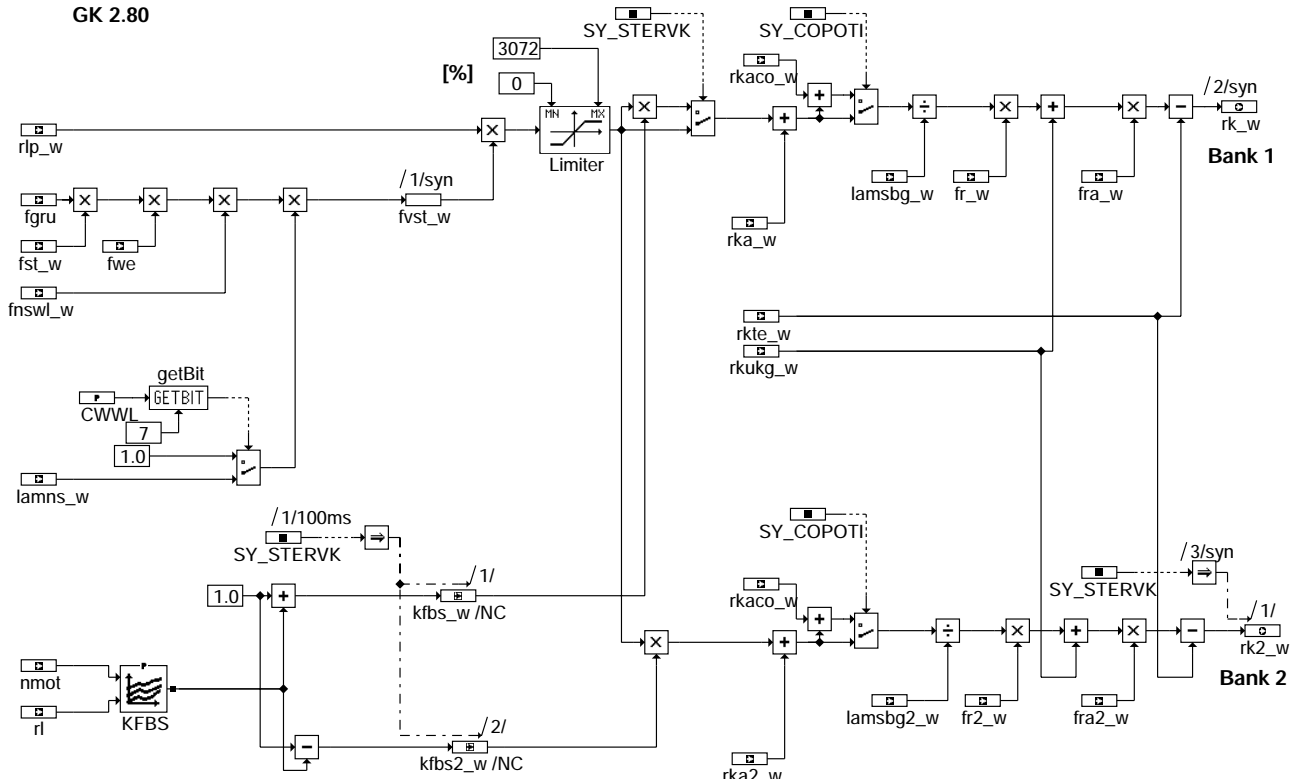 GK 2.80
SY_STERVK
SY_COPOTI
3072
[%]
0
rkaco_w
MN MX
Limiter
/2/syn
rk_w
Bank 1
rlp_w
/1/syn
fvst_w
lamsbg_w
fr_w
fra_w
fgru
fst_w
fwe
rka_w
fnswl_w
rkte_w
rkukg_w
getBit
P
GETBIT
CWWL
7
1.0
lamns_w
/1/100ms
SY_STERVK
SY_COPOTI
/3/syn
SY_STERVK
1.0
/1/
kfbs_w /NC
rkaco_w
/1/
rk2_w
Bank 2
nmot
P
rl
KFBS
lamsbg2_w
fr2_w
fra2_w
/2/
kfbs2_w /NC
rka2_w